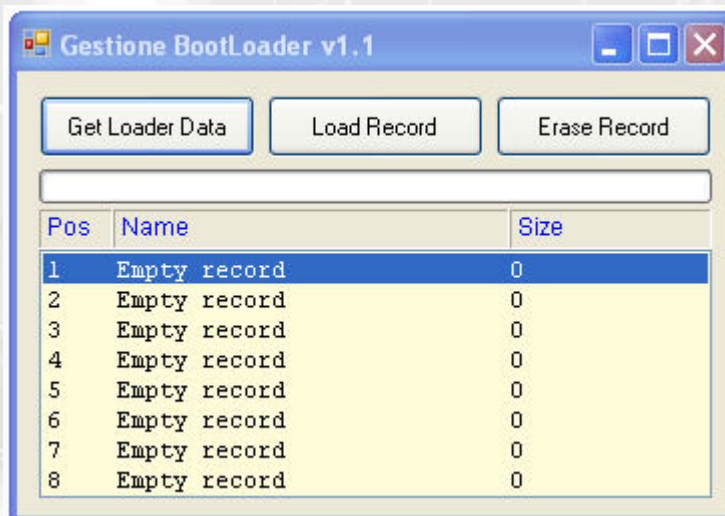 Gestione BootLoader v1.1
Get Loader Data Load Record Erase Record
Pos Name Size
1 Empty record 0
2 Empty record 0
3 Empty record 0
4 Empty record 0
5 Empty record 0
6 Empty record 0
7 Empty record 0
8 Empty record 0